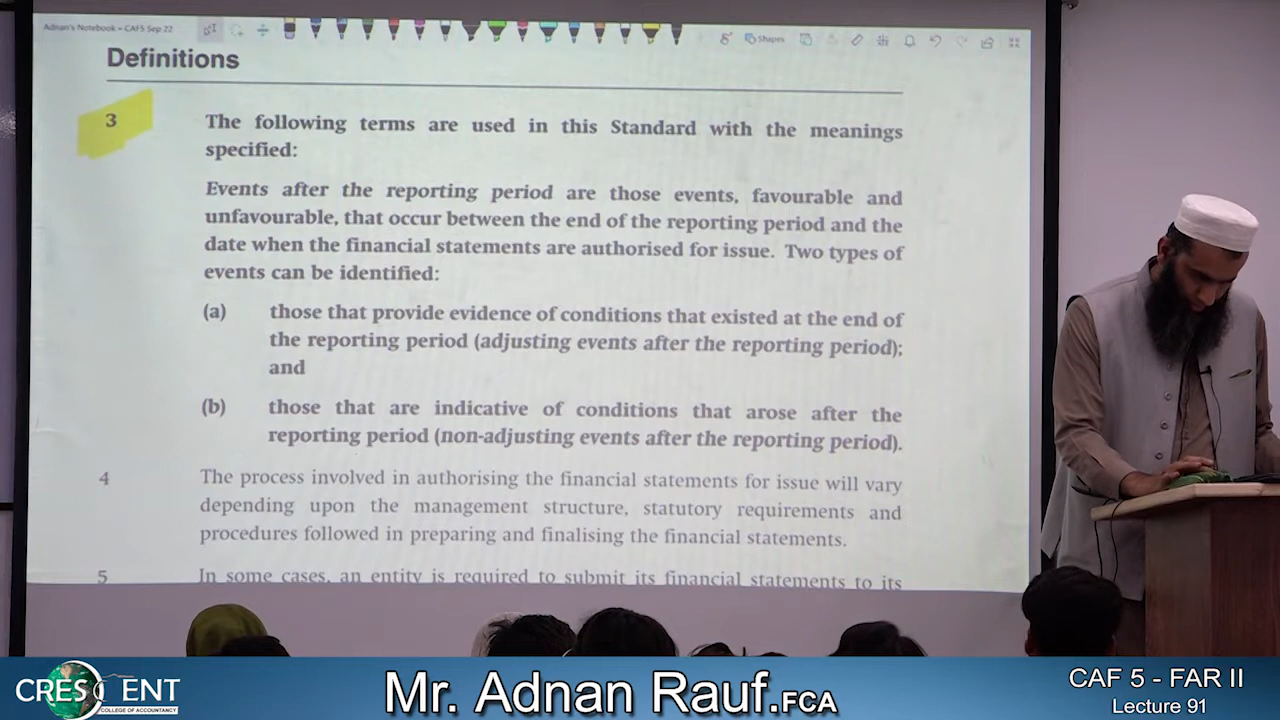 Adnan's Notebook - CAF5 Sep 22
Shapes
Definitions
3 The following terms are used in this Standard with the meanings
specified:
Events after the reporting period are those events, favourable and
unfavourable, that occur between the end of the reporting period and the
date when the financial statements are authorised for issue. Two types of
events can be identified:
(a) those that provide evidence of conditions that existed at the end of
the reporting period (adjusting events after the reporting period);
and
(b) those that are indicative of conditions that arose after the
reporting period (non-adjusting events after the reporting period).
4 The process involved in authorising the financial statements for issue will vary
depending upon the management structure, statutory requirements and
procedures followed in preparing and finalising the financial statements.
5 In some cases, an entity is required to submit its financial statements to its
CRESCENT
COLLEGE OF ACCOUNTANCY
Mr. Adnan Rauf.FCA
CAF 5 - FAR II
Lecture 91